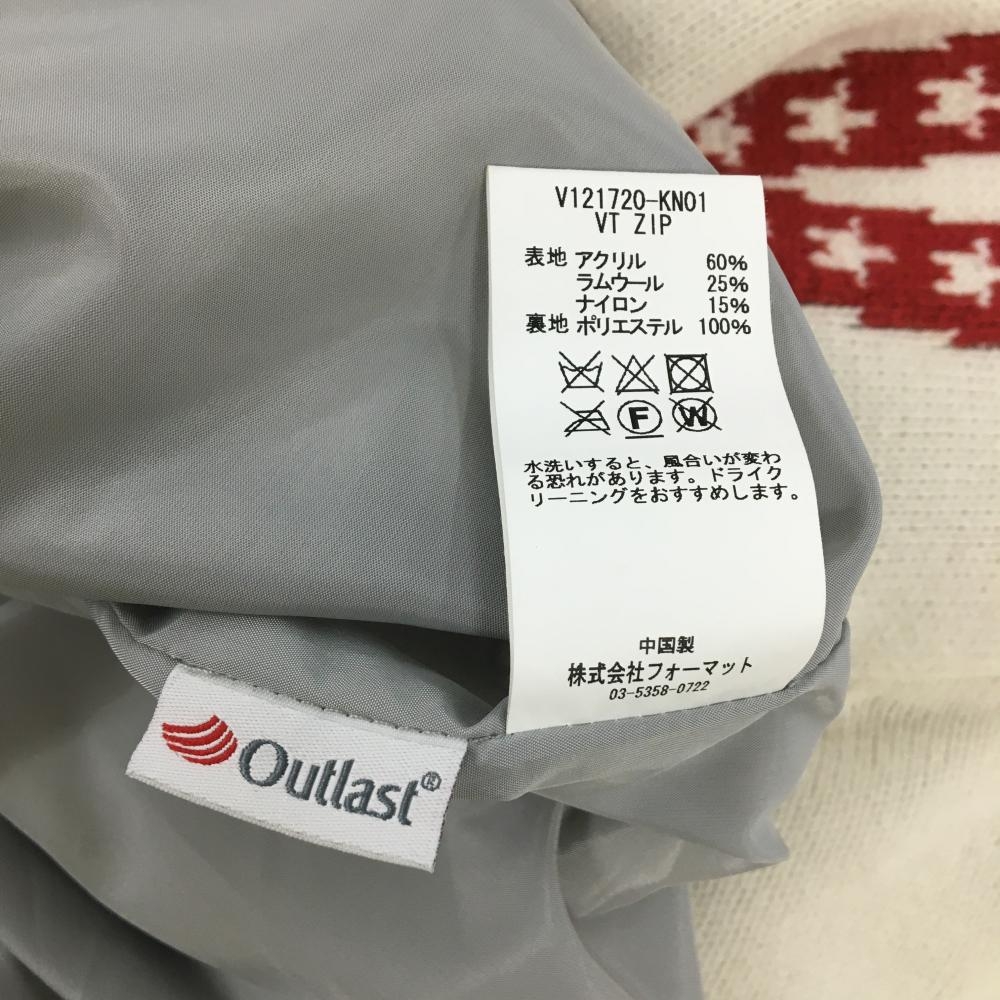 V121720-KN01
VT ZIP
表地 アクリル 60%
ラムウール 25%
ナイロン 15%
裏地 ポリエステル 100%
F
W
水洗いすると、風合いが変わ
る恐れがあります。ドライク
リーニングをおすすめします。
中国製
株式会社フォーマット
03-5358-0722
Outlast®